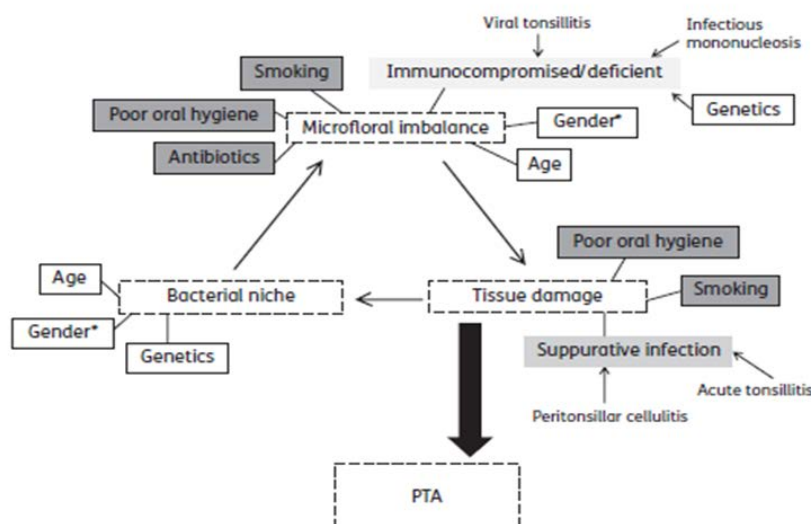 Viral tonsillitis
Infectious
mononucleosis
Smoking
Immunocompromised/deficient
Poor oral hygiene
Genetics
Microfloral imbalance
Gender*
Antibiotics
Age
Poor oral hygiene
Age
Bacterial niche
Tissue damage
Smoking
Gender*
Genetics
Suppurative infection
Acute tonsillitis
Peritonsillar cellulitis
PTA